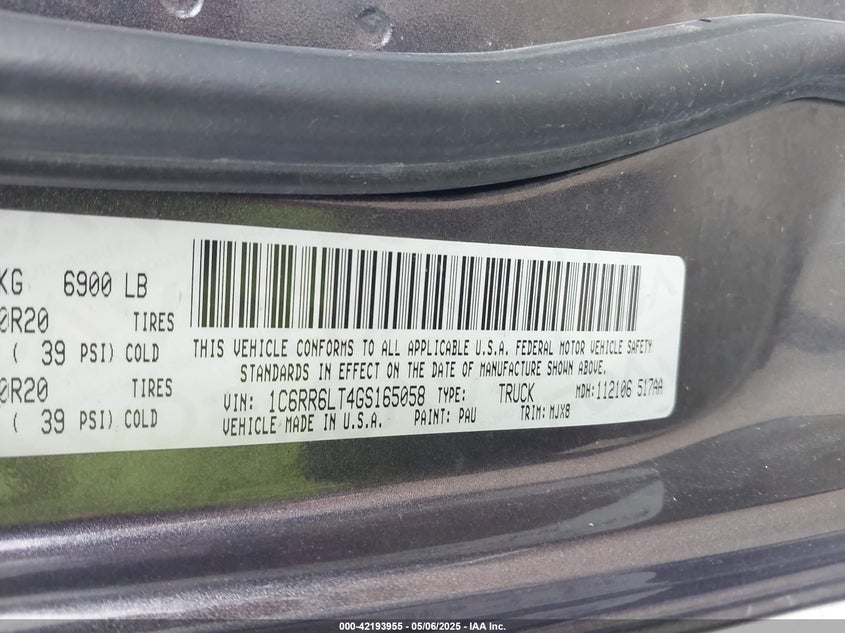 KG 6900 LB
0R20 TIRES
( 39 PSI) COLD
0R20 TIRES
( 39 PSI) COLD
THIS VEHICLE CONFORMS TO ALL APPLICABLE U.S.A. FEDERAL MOTOR VEHICLE SAFETY
STANDARDS IN EFFECT ON THE DATE OF MANUFACTURE SHOWN ABOVE.
VIN: 1C6RR6LT4GS165058 TYPE: TRUCK MDH: 112106 517AA
VEHICLE MADE IN U.S.A. PAINT: PAU TRIM: MJX8
000-42193955 - 05/06/2025 - IAA Inc.